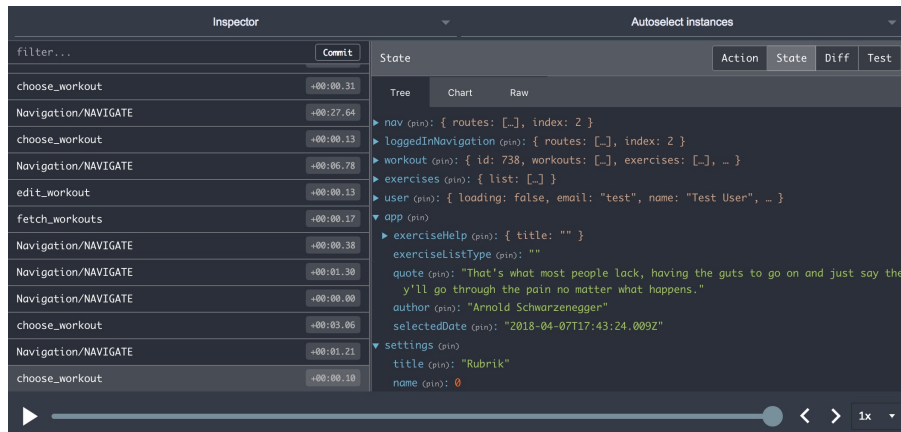 Inspector
Autoselect instances
filter...
Commit
choose_workout +00:00.31
Navigation/NAVIGATE +00:27.64
choose_workout +00:00.13
Navigation/NAVIGATE +00:06.78
edit_workout +00:00.13
fetch_workouts +00:00.17
Navigation/NAVIGATE +00:00.38
Navigation/NAVIGATE +00:01.30
Navigation/NAVIGATE +00:00.00
choose_workout +00:03.06
Navigation/NAVIGATE +00:01.21
choose_workout +00:00.10
State
Action State Diff Test
Tree Chart Raw
nav (pin): { routes: […], index: 2 }
loggedInNavigation (pin): { routes: […], index: 2 }
workout (pin): { id: 738, workouts: […], exercises: […], … }
exercises (pin): { list: […] }
user (pin): { loading: false, email: "test", name: "Test User", … }
app (pin)
exerciseHelp (pin): { title: "" }
exerciseListType (pin): ""
quote (pin): "That's what most people lack, having the guts to go on and just say the
y'll go through the pain no matter what happens."
author (pin): "Arnold Schwarzenegger"
selectedDate (pin): "2018-04-07T17:43:24.009Z"
settings (pin)
title (pin): "Rubrik"
name (pin): 0
1x